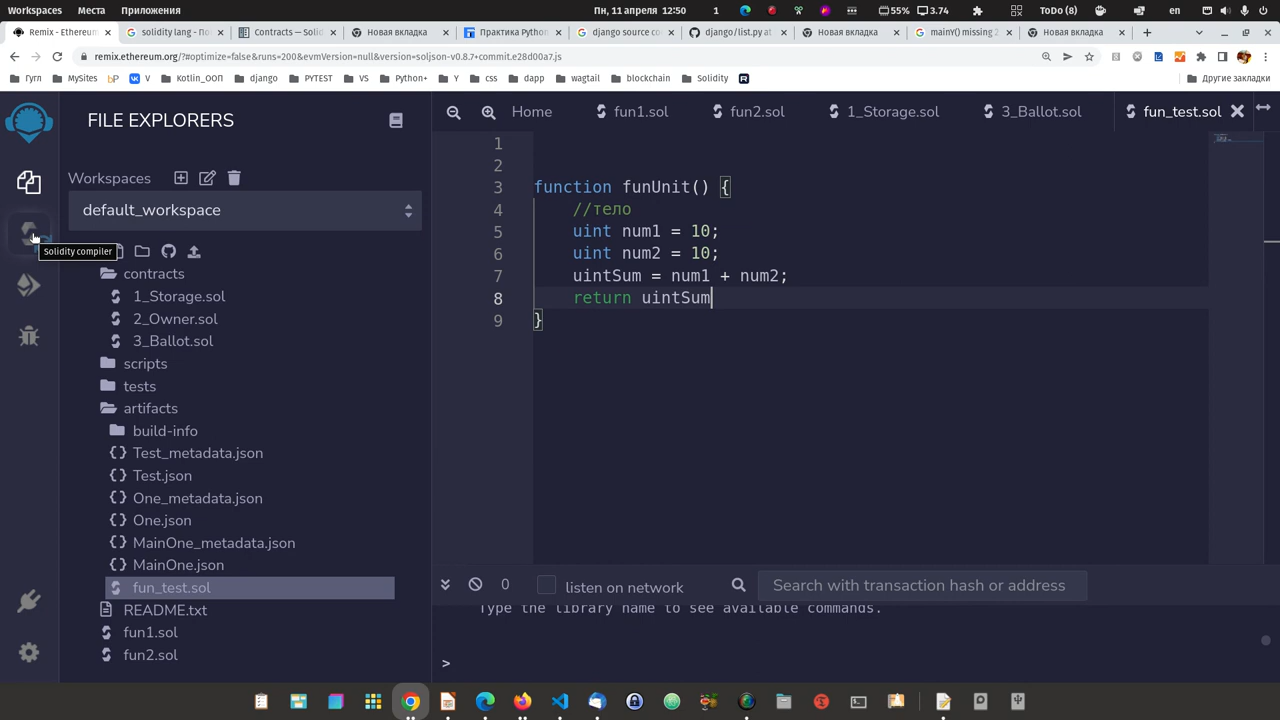 Workspaces Места Приложения Пн, 11 апреля 12:50 55% 3.74 ToDo (8) en
Remix - Ethereu solidity lang - По Contracts — Solid Новая вкладка Практика Python django source co django/list.py at Новая вкладка mainY() missing 2 Новая вкладка
remix.ethereum.org/?#optimize=false&runs=200&evmVersion=null&version=soljson-v0.8.7+commit.e28d00a7.js
Гугл MySites V Kotlin_ООП django PYTEST VS Python+ Y css dapp wagtail blockchain Solidity Другие закладки
FILE EXPLORERS
Home fun1.sol fun2.sol 1_Storage.sol 3_Ballot.sol fun_test.sol
Workspaces
default_workspace
Solidity compiler
contracts
1_Storage.sol
2_Owner.sol
3_Ballot.sol
scripts
tests
artifacts
build-info
Test_metadata.json
Test.json
One_metadata.json
One.json
MainOne_metadata.json
MainOne.json
fun_test.sol
README.txt
fun1.sol
fun2.sol
1
2
3 function funUnit() {
4 //тело
5 uint num1 = 10;
6 uint num2 = 10;
7 uintSum = num1 + num2;
8 return uintSum
9 }
0 listen on network Search with transaction hash or address
Type the library name to see available commands.
>